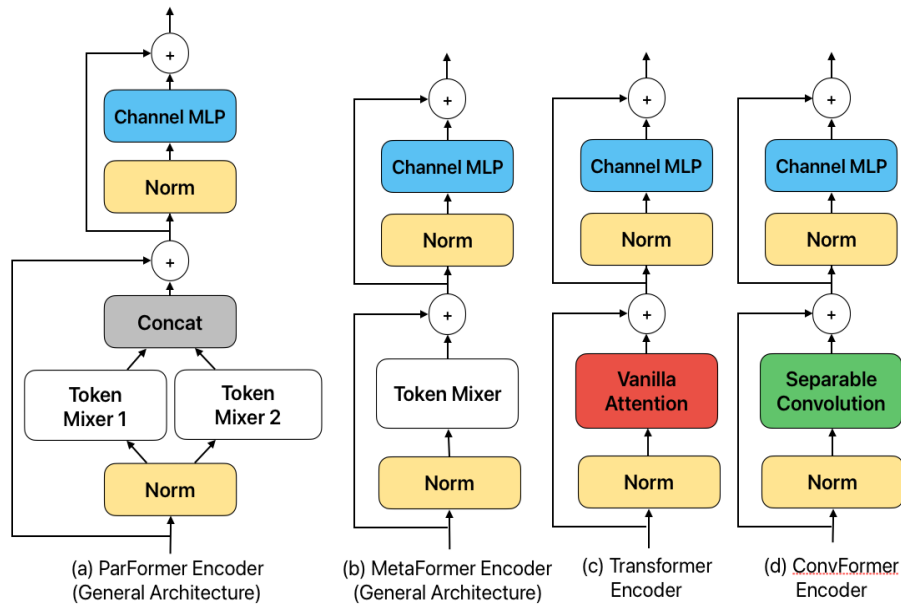 +
Channel MLP
Norm
+
Concat
Token
Mixer 1
Token
Mixer 2
Norm
(a) ParFormer Encoder
(General Architecture)
+
Channel MLP
Norm
+
Token Mixer
Norm
(b) MetaFormer Encoder
(General Architecture)
+
Channel MLP
Norm
+
Vanilla
Attention
Norm
(c) Transformer
Encoder
+
Channel MLP
Norm
+
Separable
Convolution
Norm
(d) ConvFormer
Encoder